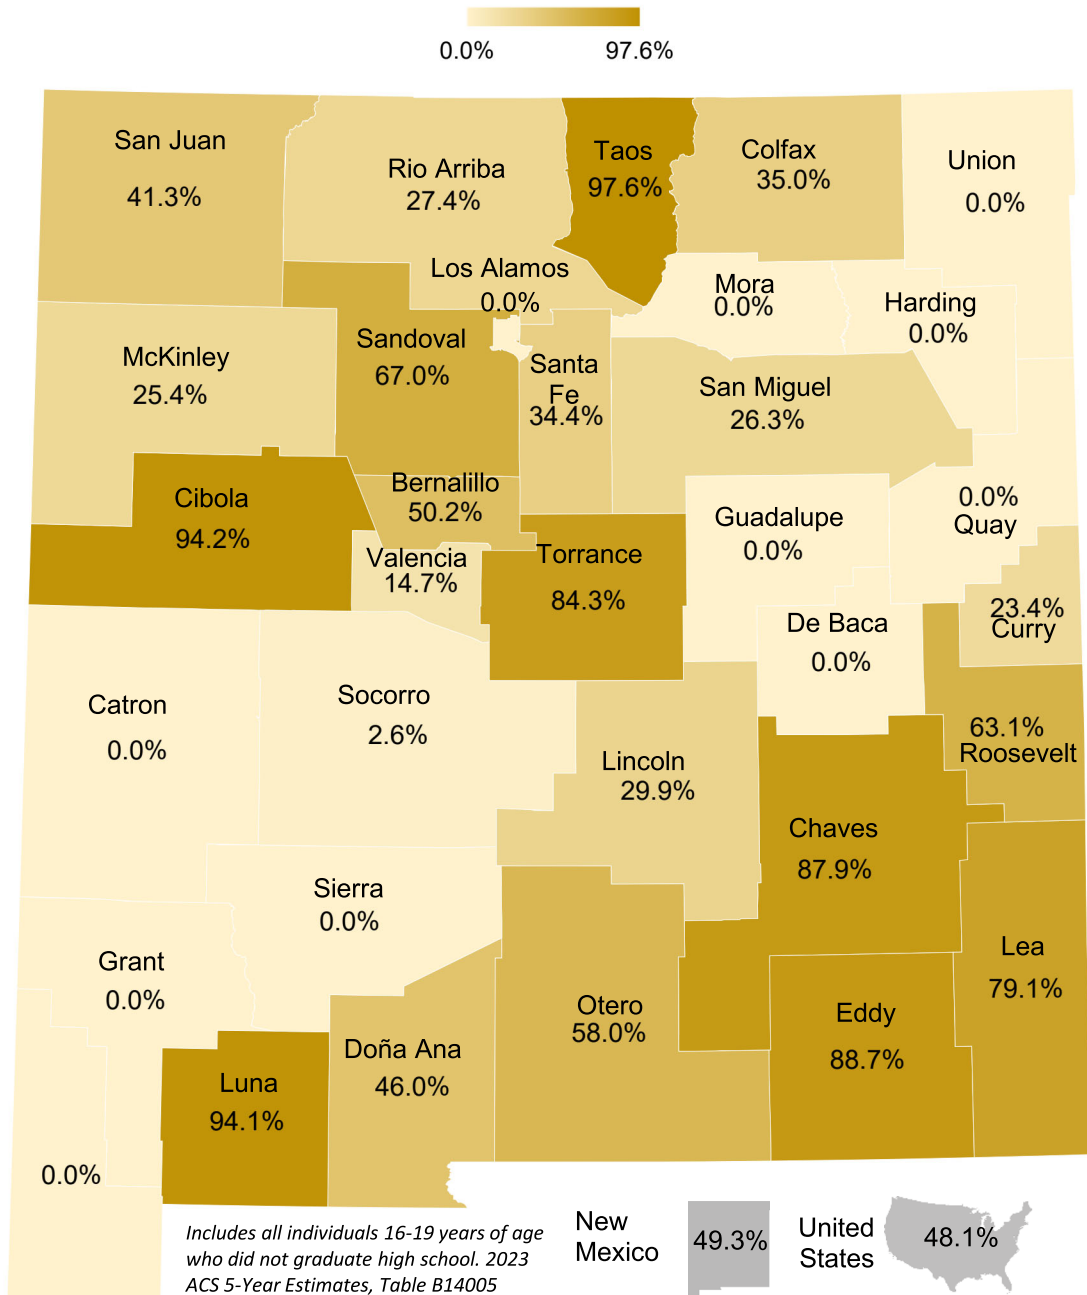 0.0%
97.6%
San Juan
41.3%
Rio Arriba
27.4%
Taos
97.6%
Colfax
35.0%
Union
0.0%
Los Alamos
0.0%
Mora
0.0%
Harding
0.0%
McKinley
25.4%
Sandoval
67.0%
Santa
Fe
34.4%
San Miguel
26.3%
Cibola
94.2%
Bernalillo
50.2%
Valencia
14.7%
Torrance
84.3%
Guadalupe
0.0%
0.0%
Quay
23.4%
Curry
De Baca
0.0%
Catron
0.0%
Socorro
2.6%
Lincoln
29.9%
63.1%
Roosevelt
Chaves
87.9%
Sierra
0.0%
Grant
0.0%
Lea
79.1%
Otero
58.0%
Eddy
88.7%
Doña Ana
46.0%
Luna
94.1%
0.0%
Includes all individuals 16-19 years of age
who did not graduate high school. 2023
ACS 5-Year Estimates, Table B14005
New
Mexico
49.3%
United
States
48.1%